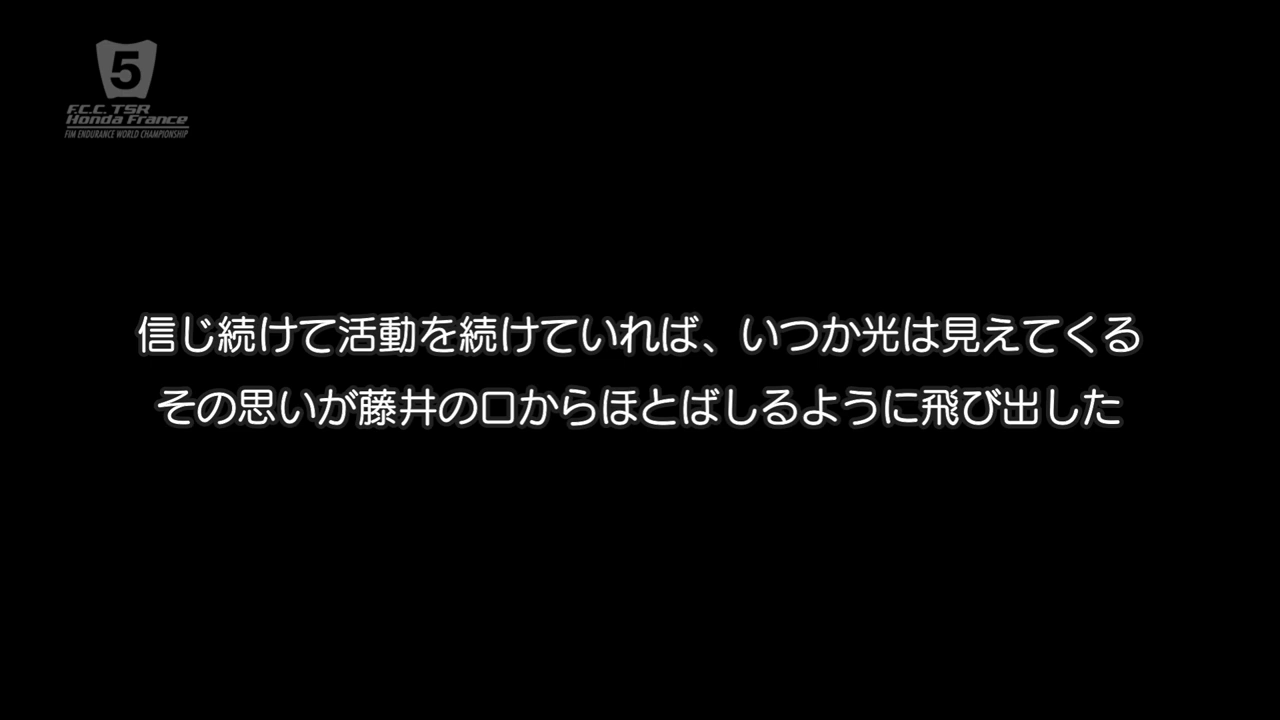 5
F.C.C. TSR
Honda France
FIM ENDURANCE WORLD CHAMPIONSHIP
信じ続けて活動を続けていれば、いつか光は見えてくる
その思いが藤井の口からほとばしるように飛び出した